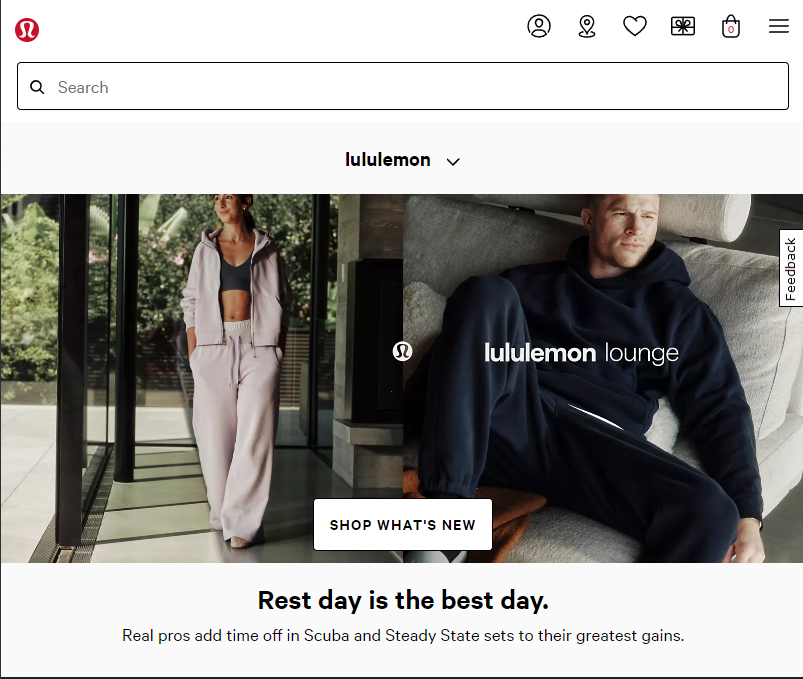 0
Search
lululemon
Feedback
lululemon lounge
SHOP WHAT'S NEW
Rest day is the best day.
Real pros add time off in Scuba and Steady State sets to their greatest gains.